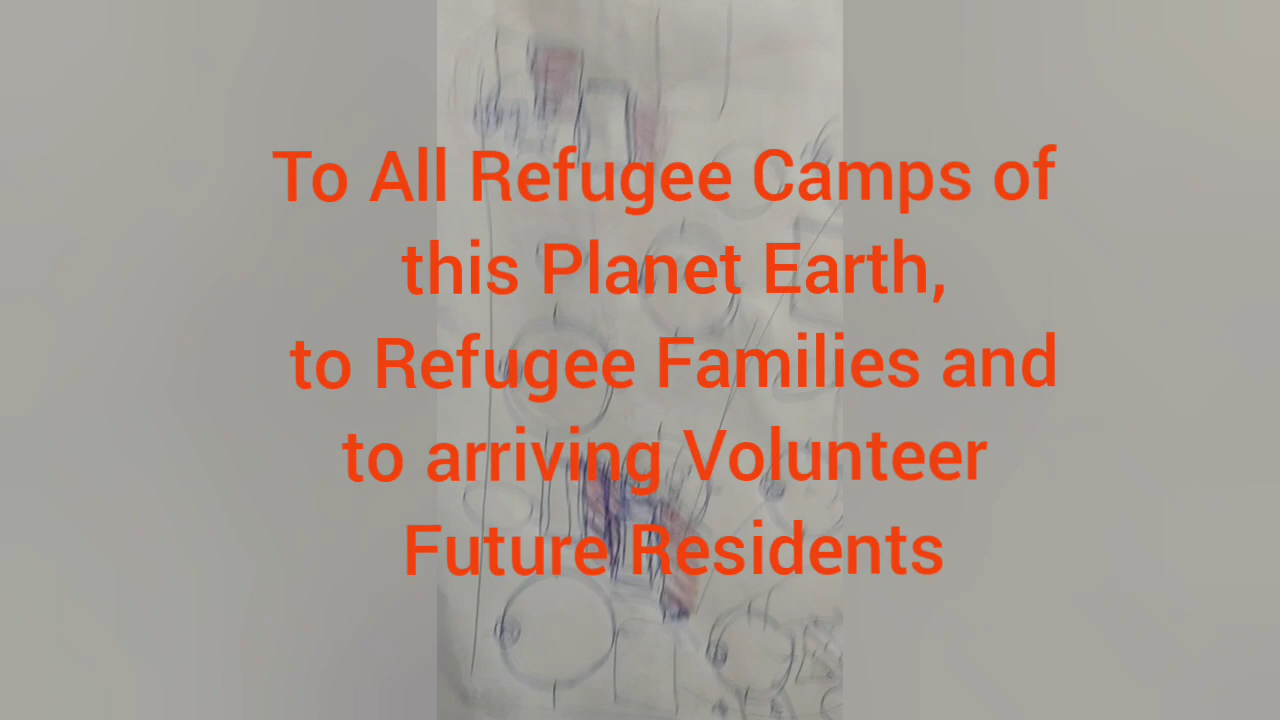 To All Refugee Camps of
this Planet Earth,
to Refugee Families and
to arriving Volunteer
Future Residents